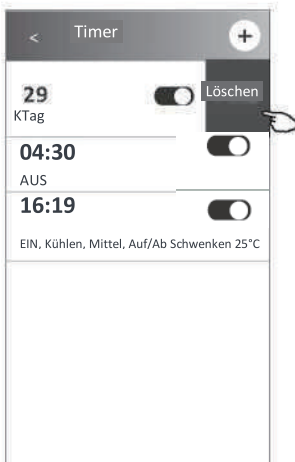 < Timer +
29
Löschen
KTag
04:30
AUS
16:19
EIN, Kühlen, Mittel, Auf/Ab Schwenken 25°C